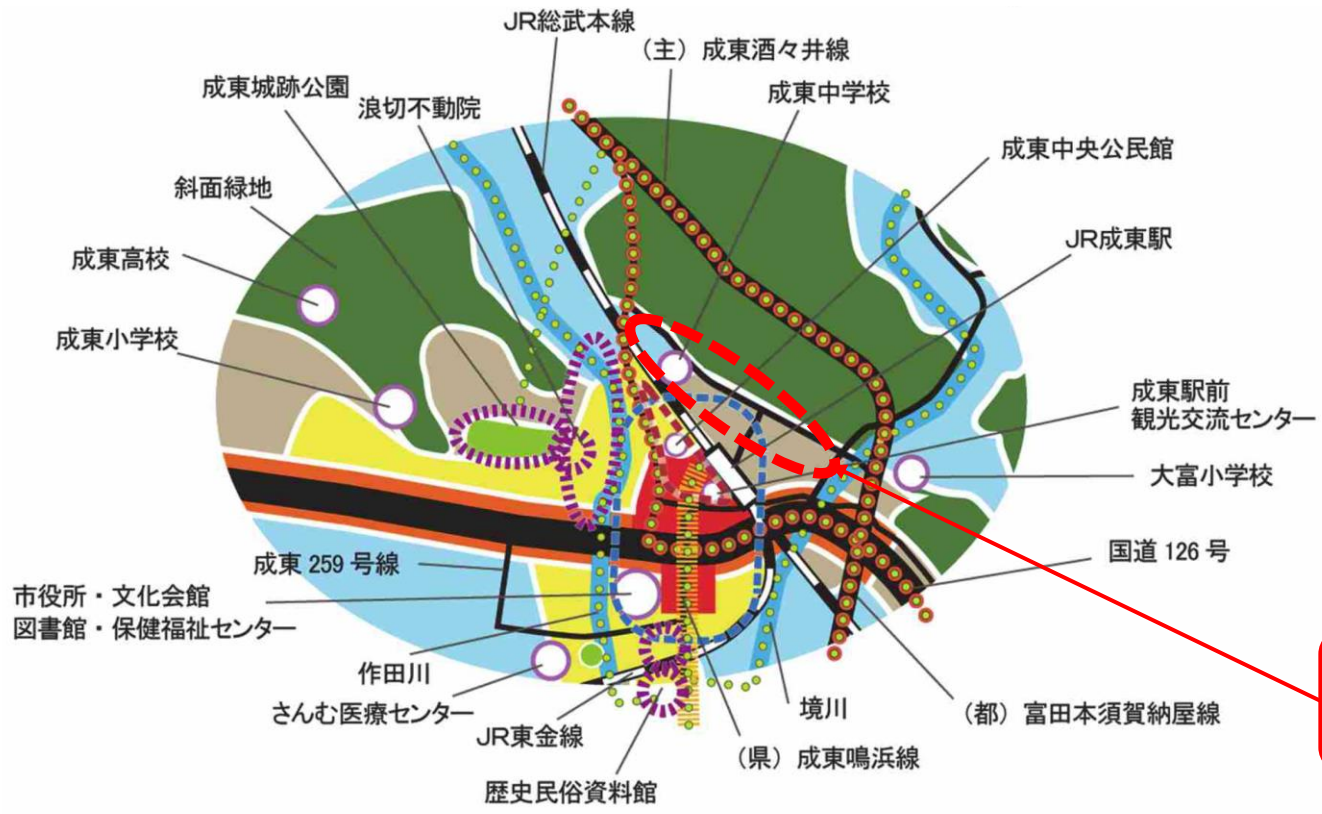 JR総武本線
（主）成東酒々井線
成東城跡公園
成東中学校
浪切不動院
成東中央公民館
斜面緑地
JR成東駅
成東高校
成東小学校
成東駅前
観光交流センター
大富小学校
国道126号
成東259号線
市役所・文化会館
図書館・保健福祉センター
作田川
さんむ医療センター
境川
（都）富田本須賀納屋線
JR東金線
（県）成東鳴浜線
歴史民俗資料館